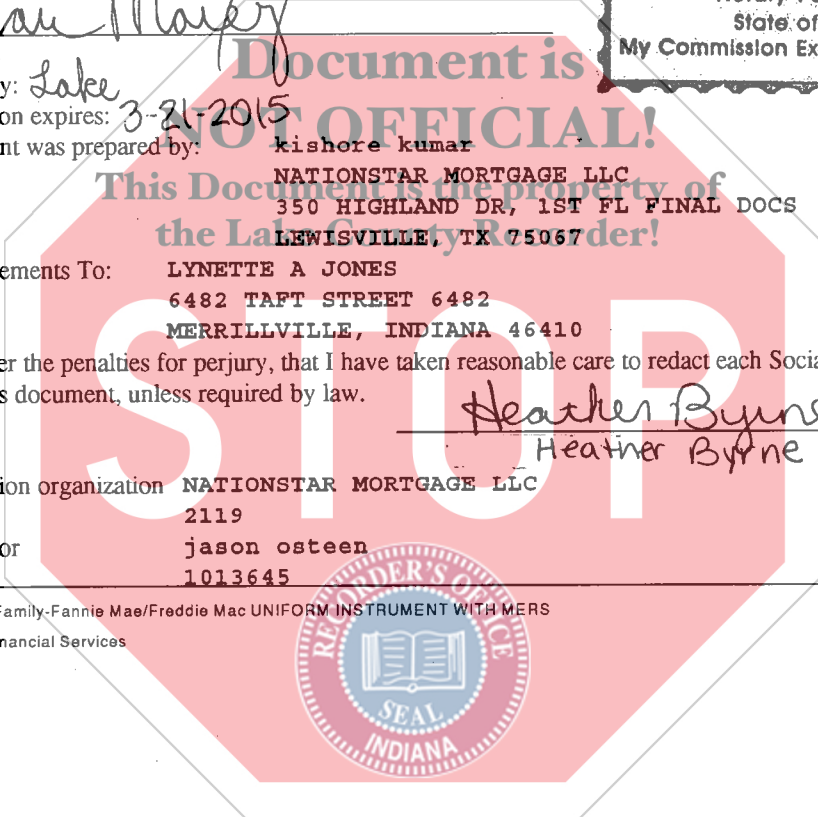 Mayer
Notary Pu
State of
My Commission Ex
Document is
y: Lake
on expires: 3-21-2015
NOT OFFICIAL!
nt was prepared by: kishore kumar
NATIONSTAR MORTGAGE LLC
This Document is the property of
350 HIGHLAND DR, 1ST FL FINAL DOCS
the Lake County Recorder!
LEWISVILLE, TX 75067
ements To: LYNETTE A JONES
6482 TAFT STREET 6482
MERRILLVILLE, INDIANA 46410
er the penalties for perjury, that I have taken reasonable care to redact each Socia
s document, unless required by law.
STOP
Heather Byrne
Heather Byrne
ion organization NATIONSTAR MORTGAGE LLC
2119
or jason osteen
1013645
Family-Fannie Mae/Freddie Mac UNIFORM INSTRUMENT WITH MERS
nancial Services
RECORDER'S OFFICE
SEAL
INDIANA